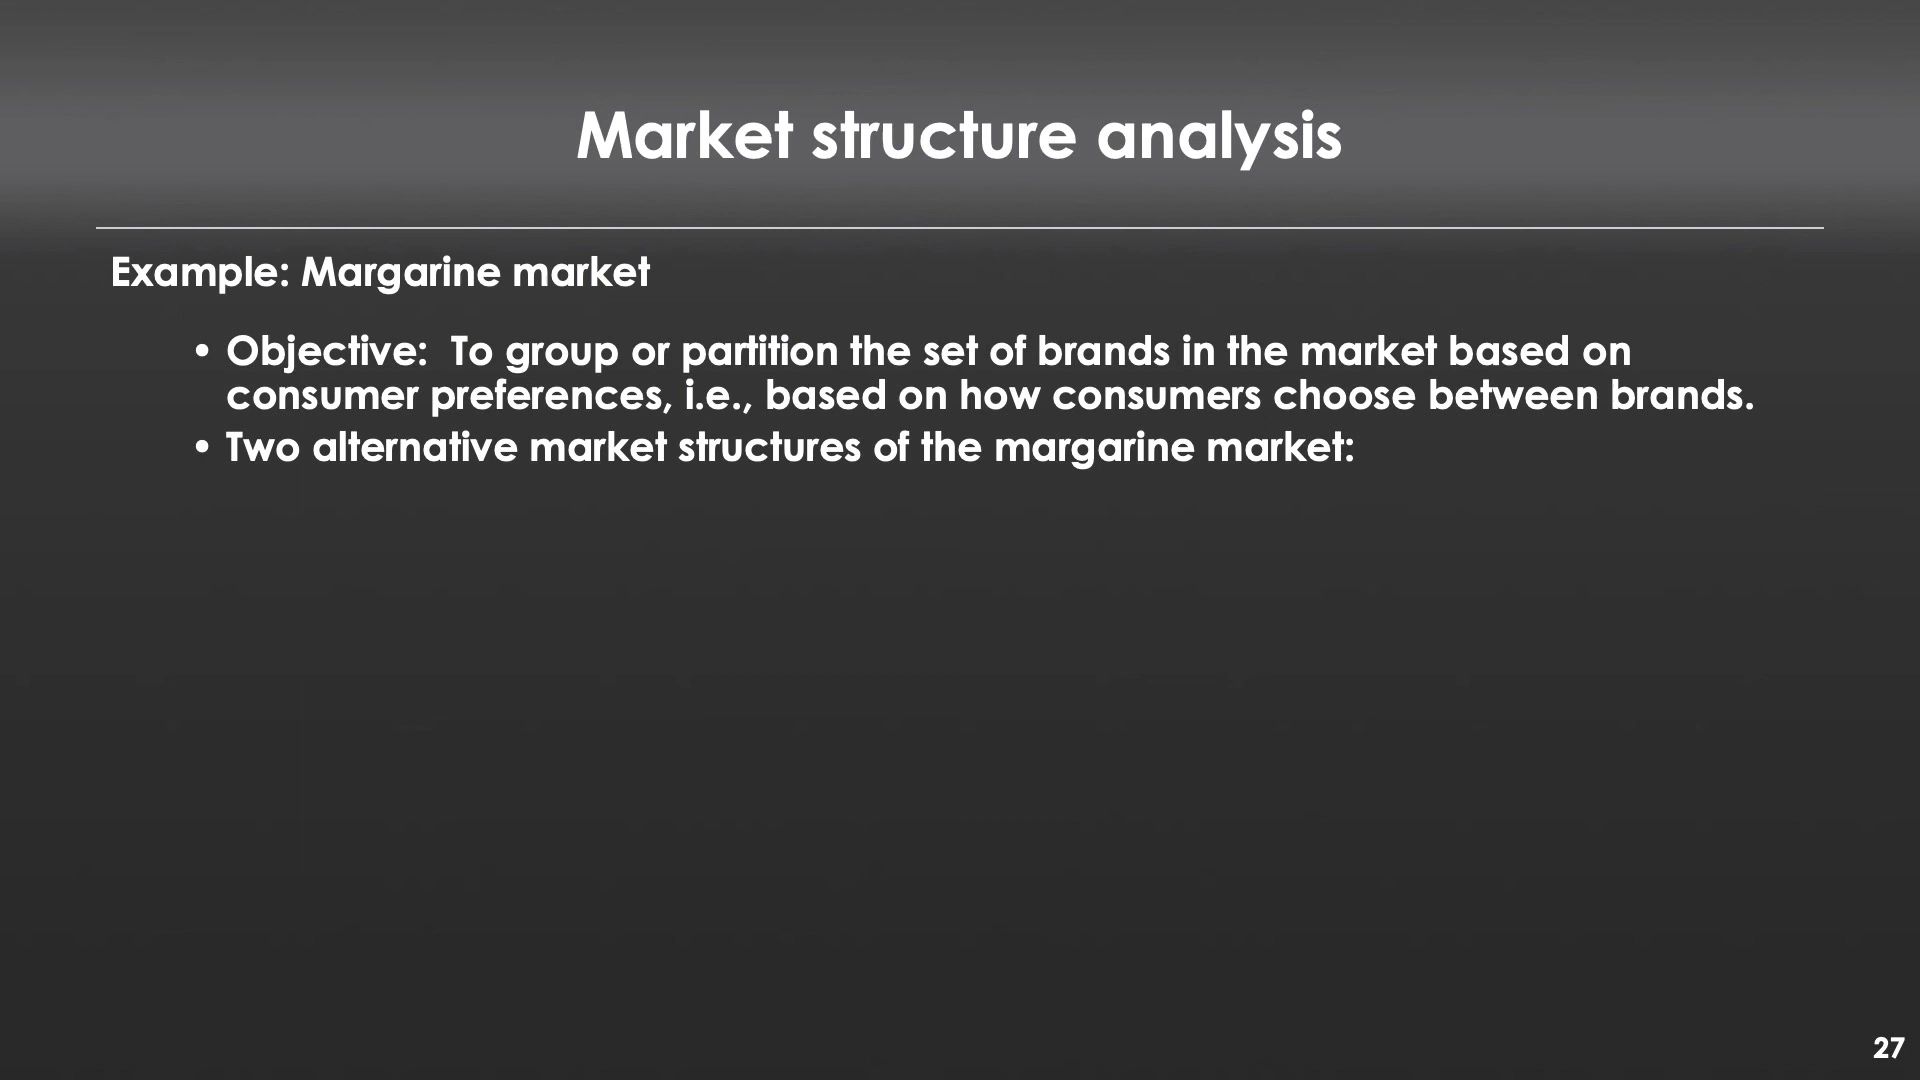 Market structure analysis
Example: Margarine market
• Objective:  To group or partition the set of brands in the market based on
consumer preferences, i.e., based on how consumers choose between brands.
• Two alternative market structures of the margarine market:
27